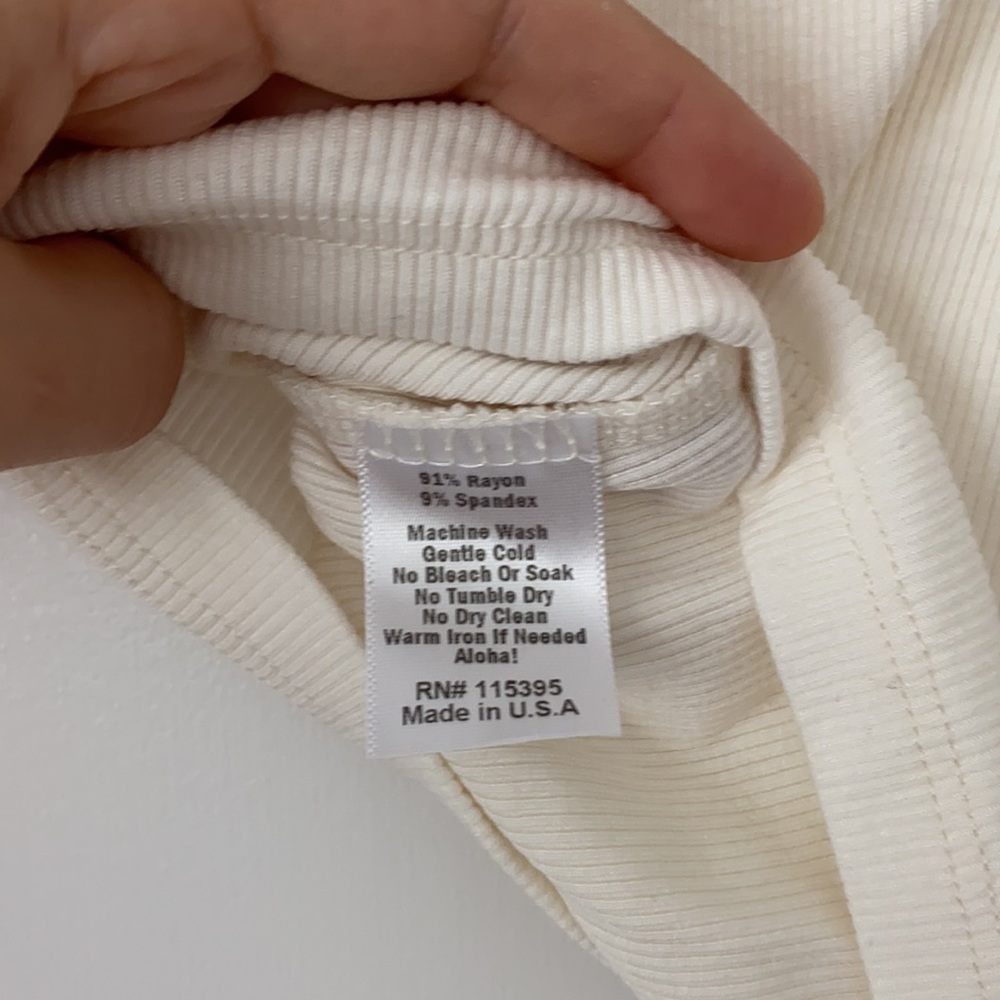 91% Rayon
9% Spandex
Machine Wash
Gentle Cold
No Bleach Or Soak
No Tumble Dry
No Dry Clean
Warm Iron If Needed
Aloha!
RN# 115395
Made in U.S.A